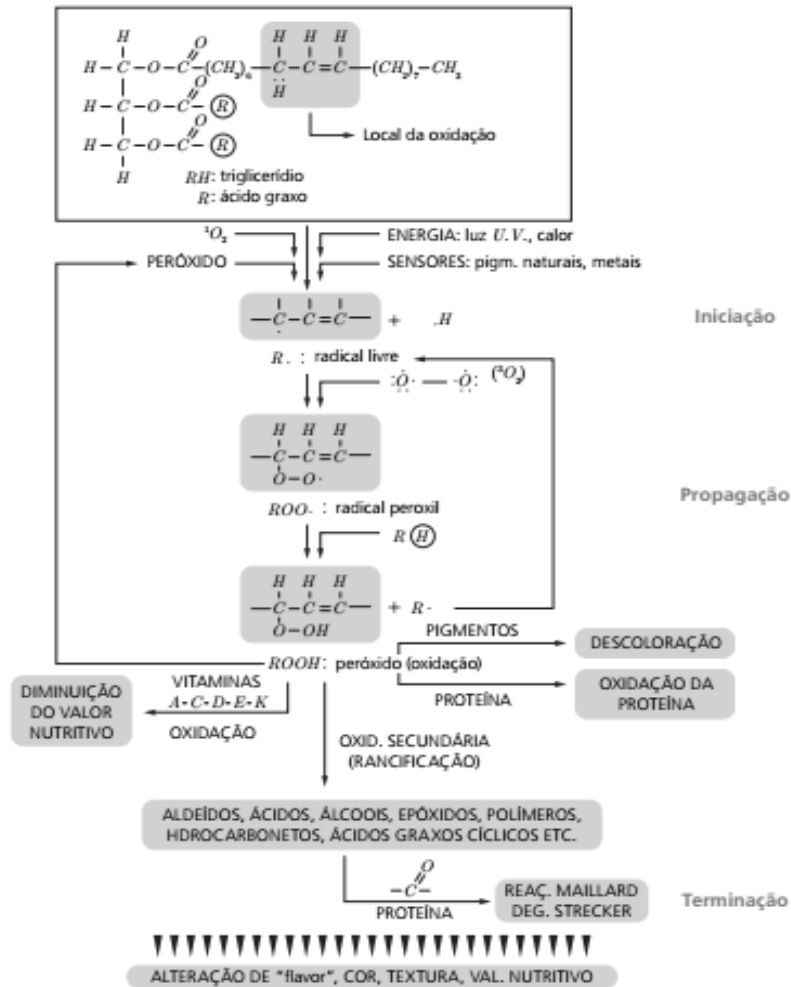 H
H – C – O – C (CH₂)₆ – C – C = C – (CH₂)₇ – CH₃
O
H H H
H
H – C – O – C – R
O
H – C – O – C – R
O
H
Local da oxidação
RH: triglicerídio
R: ácido graxo
¹O₂
ENERGIA: luz U.V., calor
PERÓXIDO
SENSORES: pigm. naturais, metais
—C – C = C— + .H
Iniciação
R. : radical livre
:Ö· — ·Ö: (³O₂)
H H H
—C – C = C—
O – O·
Propagação
ROO· : radical peroxil
R H
H H H
—C – C = C— + R·
O – OH
PIGMENTOS
DESCOLORAÇÃO
ROOH: peróxido (oxidação)
VITAMINAS
A - C - D - E - K
OXIDAÇÃO
DIMINUIÇÃO
DO VALOR
NUTRITIVO
PROTEÍNA
OXIDAÇÃO DA
PROTEÍNA
OXID. SECUNDÁRIA
(RANCIFICAÇÃO)
ALDEÍDOS, ÁCIDOS, ÁLCOOIS, EPÓXIDOS, POLÍMEROS,
HDROCARBONETOS, ÁCIDOS GRAXOS CÍCLICOS ETC.
O
–C–
PROTEÍNA
REAÇ. MAILLARD
DEG. STRECKER
Terminação
ALTERAÇÃO DE "flavor", COR, TEXTURA, VAL. NUTRITIVO